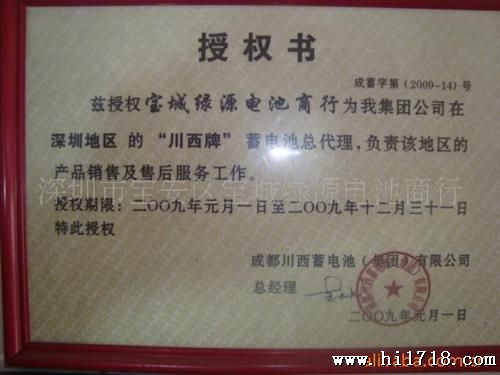 授权书
成蓄字第(2009-14)号
兹授权宝城绿源电池商行为我集团公司在
深圳地区 的 “川西牌” 蓄电池总代理,负责该地区的
产品销售及售后服务工作。
深圳市宝安区宝城绿源电池商行
授权期限:二OO九年元月一日至二OO九年十二月三十一日
特此授权
成都川西蓄电池(集团)有限公司
总经理
二OO九年元月一日
www.hi1718.com